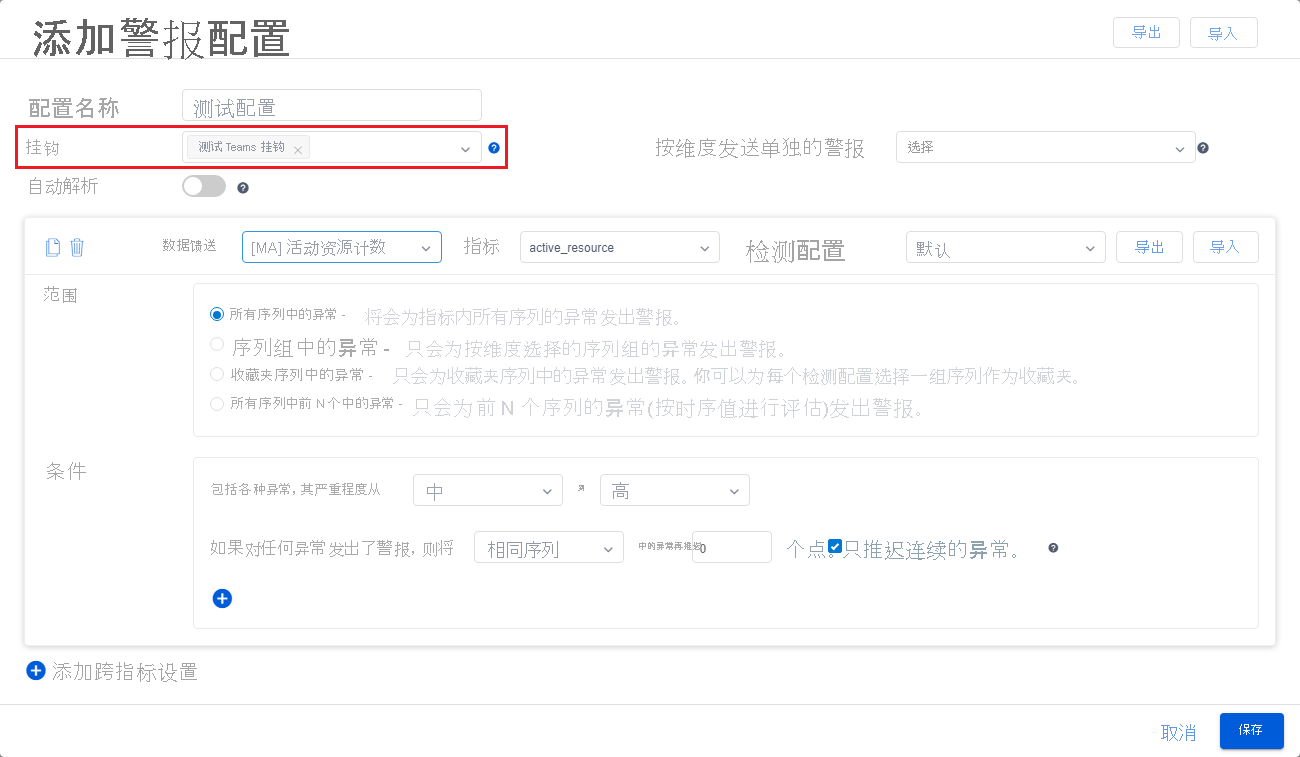 添加警报配置 导出 导入
配置名称 测试配置
挂钩 测试 Teams 挂钩 按维度发送单独的警报 选择
自动解析
数据馈送 [MA] 活动资源计数 指标 active_resource 检测配置 默认 导出 导入
范围
所有序列中的异常 - 将会为指标内所有序列的异常发出警报。
序列组中的异常 - 只会为按维度选择的序列组的异常发出警报。
收藏夹序列中的异常 - 只会为收藏夹序列中的异常发出警报。你可以为每个检测配置选择一组序列作为收藏夹。
所有序列中前 N 个中的异常 - 只会为前 N 个序列的异常(按时序值进行评估)发出警报。
条件
包括各种异常, 其严重程度从 中 到 高
如果对任何异常发出了警报, 则将 相同序列 中的异常再推迟 0 个点。 只推迟连续的异常。
添加跨指标设置
取消 保存